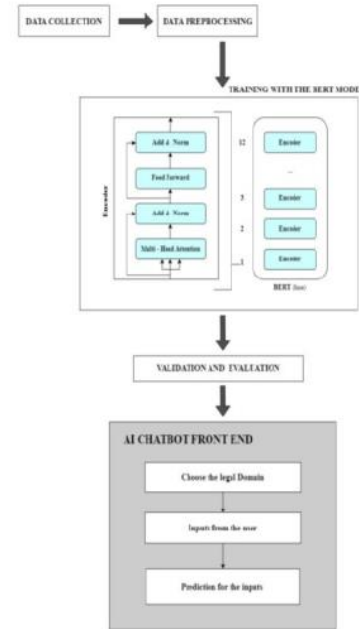 DATA COLLECTION
DATA PREPROCESSING
TRAINING WITH THE BERT MODE
Encoder
Add & Norm
Feed Forward
Add & Norm
Multi - Head Attention
12
3
2
1
Encoder
...
Encoder
Encoder
Encoder
BERT Base
VALIDATION AND EVALUATION
AI CHATBOT FRONT END
Choose the legal Domain
Inputs from the user
Prediction for the inputs